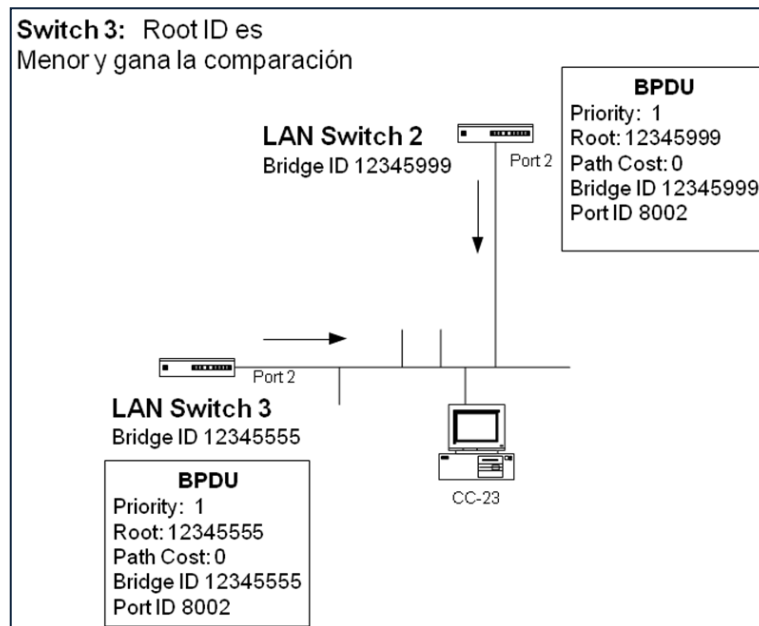 Switch 3: Root ID es
Menor y gana la comparación
BPDU
Priority: 1
Root: 12345999
Path Cost: 0
Bridge ID 12345999
Port ID 8002
LAN Switch 2
Bridge ID 12345999
Port 2
Port 2
LAN Switch 3
Bridge ID 12345555
CC-23
BPDU
Priority: 1
Root: 12345555
Path Cost: 0
Bridge ID 12345555
Port ID 8002